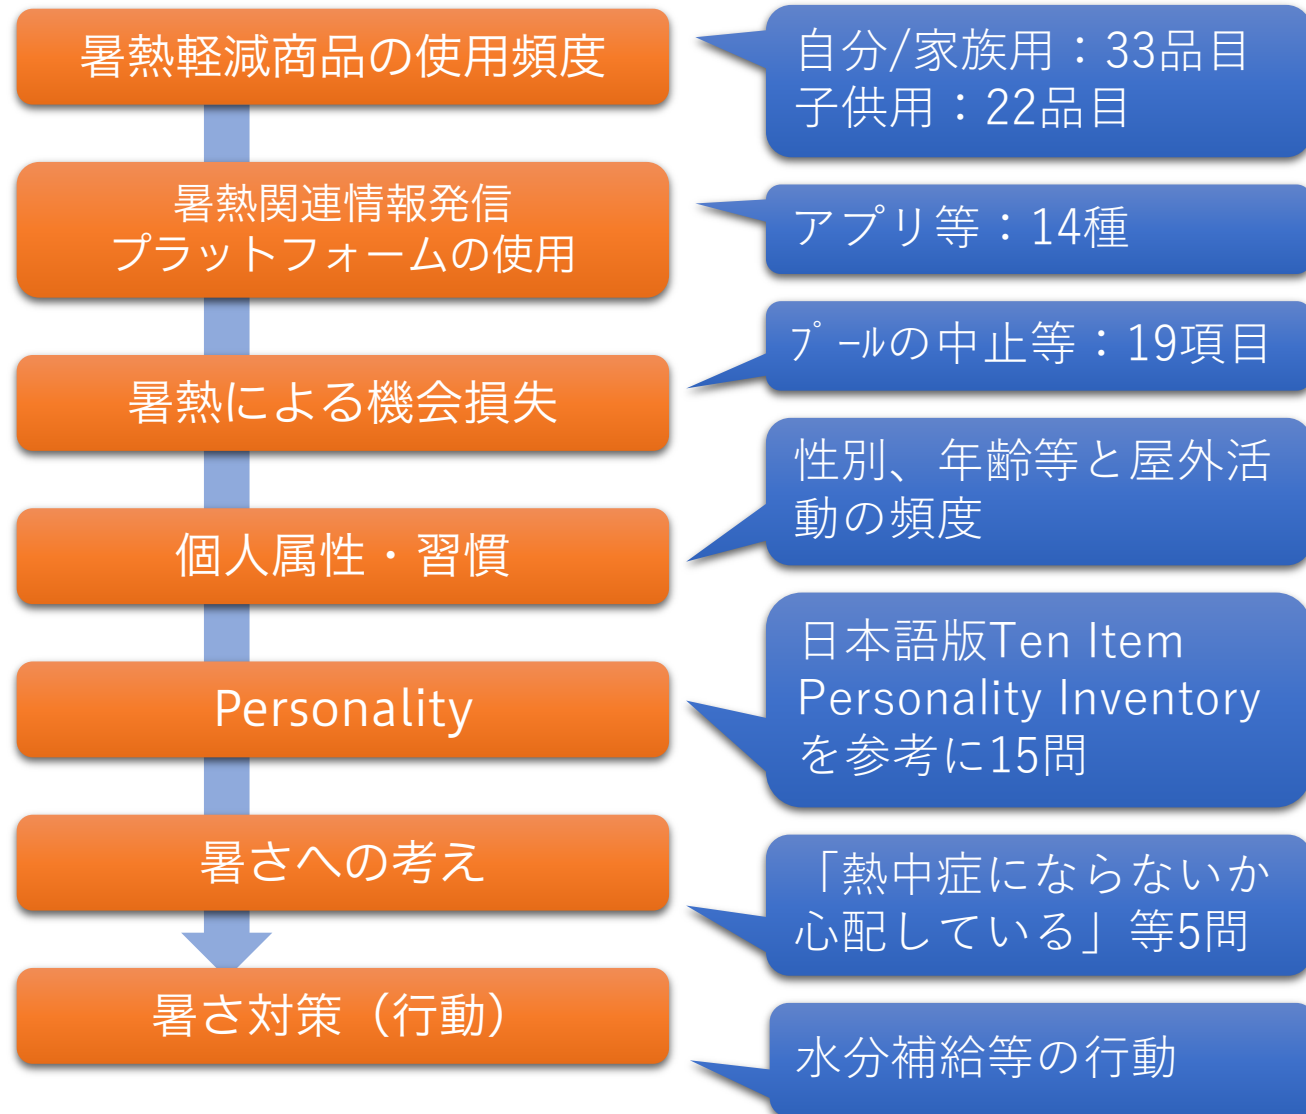 暑熱軽減商品の使用頻度
自分/家族用：33品目
子供用：22品目
暑熱関連情報発信
プラットフォームの使用
アプリ等：14種
暑熱による機会損失
ﾌﾟｰﾙの中止等：19項目
個人属性・習慣
性別、年齢等と屋外活
動の頻度
Personality
日本語版Ten Item
Personality Inventory
を参考に15問
暑さへの考え
「熱中症にならないか
心配している」等5問
暑さ対策（行動）
水分補給等の行動